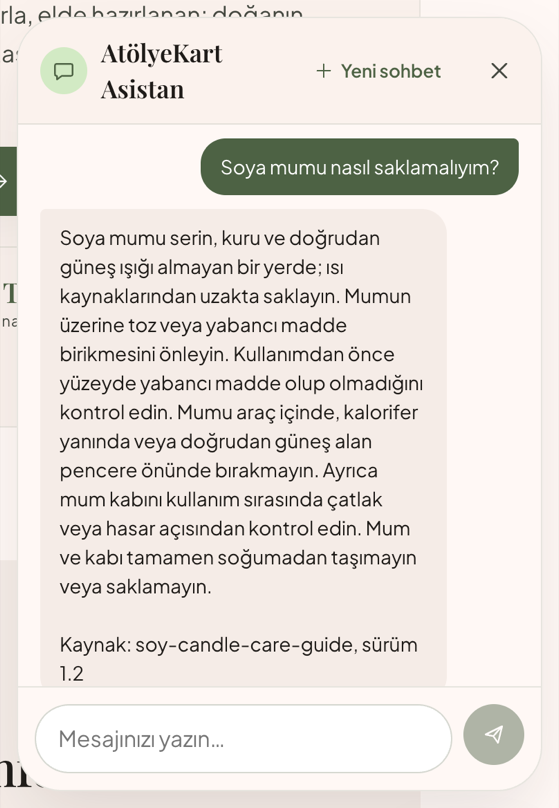 rla, elde hazırlanan; doğanın
AtölyeKart
Asistan
+ Yeni sohbet
Soya mumu nasıl saklamalıyım?
Soya mumu serin, kuru ve doğrudan
güneş ışığı almayan bir yerde; ısı
kaynaklarından uzakta saklayın. Mumun
üzerine toz veya yabancı madde
birikmesini önleyin. Kullanımdan önce
yüzeyde yabancı madde olup olmadığını
kontrol edin. Mumu araç içinde, kalorifer
yanında veya doğrudan güneş alan
pencere önünde bırakmayın. Ayrıca
mum kabını kullanım sırasında çatlak
veya hasar açısından kontrol edin. Mum
ve kabı tamamen soğumadan taşımayın
veya saklamayın.
Kaynak: soy-candle-care-guide, sürüm
1.2
Mesajınızı yazın...